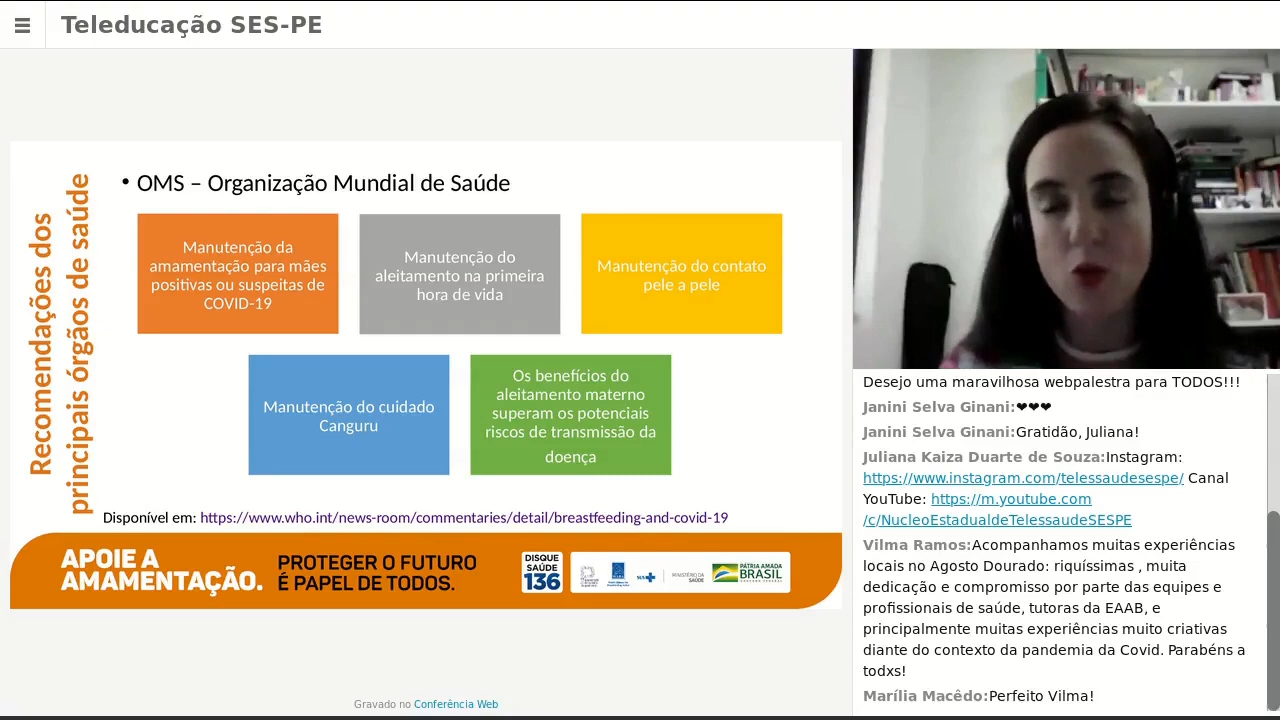 Teleducação SES-PE
Recomendações dos
principais órgãos de saúde
• OMS – Organização Mundial de Saúde
Manutenção da
amamentação para mães
positivas ou suspeitas de
COVID-19
Manutenção do
aleitamento na primeira
hora de vida
Manutenção do contato
pele a pele
Manutenção do cuidado
Canguru
Os benefícios do
aleitamento materno
superam os potenciais
riscos de transmissão da
doença
Disponível em: https://www.who.int/news-room/commentaries/detail/breastfeeding-and-covid-19
APOIE A
AMAMENTAÇÃO.
PROTEGER O FUTURO
É PAPEL DE TODOS.
DISQUE
SAÚDE
136
SUS
MINISTÉRIO DA
SAÚDE
PÁTRIA AMADA
BRASIL
Gravado no Conferência Web
Desejo uma maravilhosa webpalestra para TODOS!!!
Janini Selva Ginani:❤❤❤
Janini Selva Ginani:Gratidão, Juliana!
Juliana Kaiza Duarte de Souza:Instagram:
https://www.instagram.com/telessaudesespe/ Canal
YouTube: https://m.youtube.com
/c/NucleoEstadualdeTelessaudeSESPE
Vilma Ramos:Acompanhamos muitas experiências
locais no Agosto Dourado: riquíssimas , muita
dedicação e compromisso por parte das equipes e
profissionais de saúde, tutoras da EAAB, e
principalmente muitas experiências muito criativas
diante do contexto da pandemia da Covid. Parabéns a
todxs!
Marília Macêdo:Perfeito Vilma!